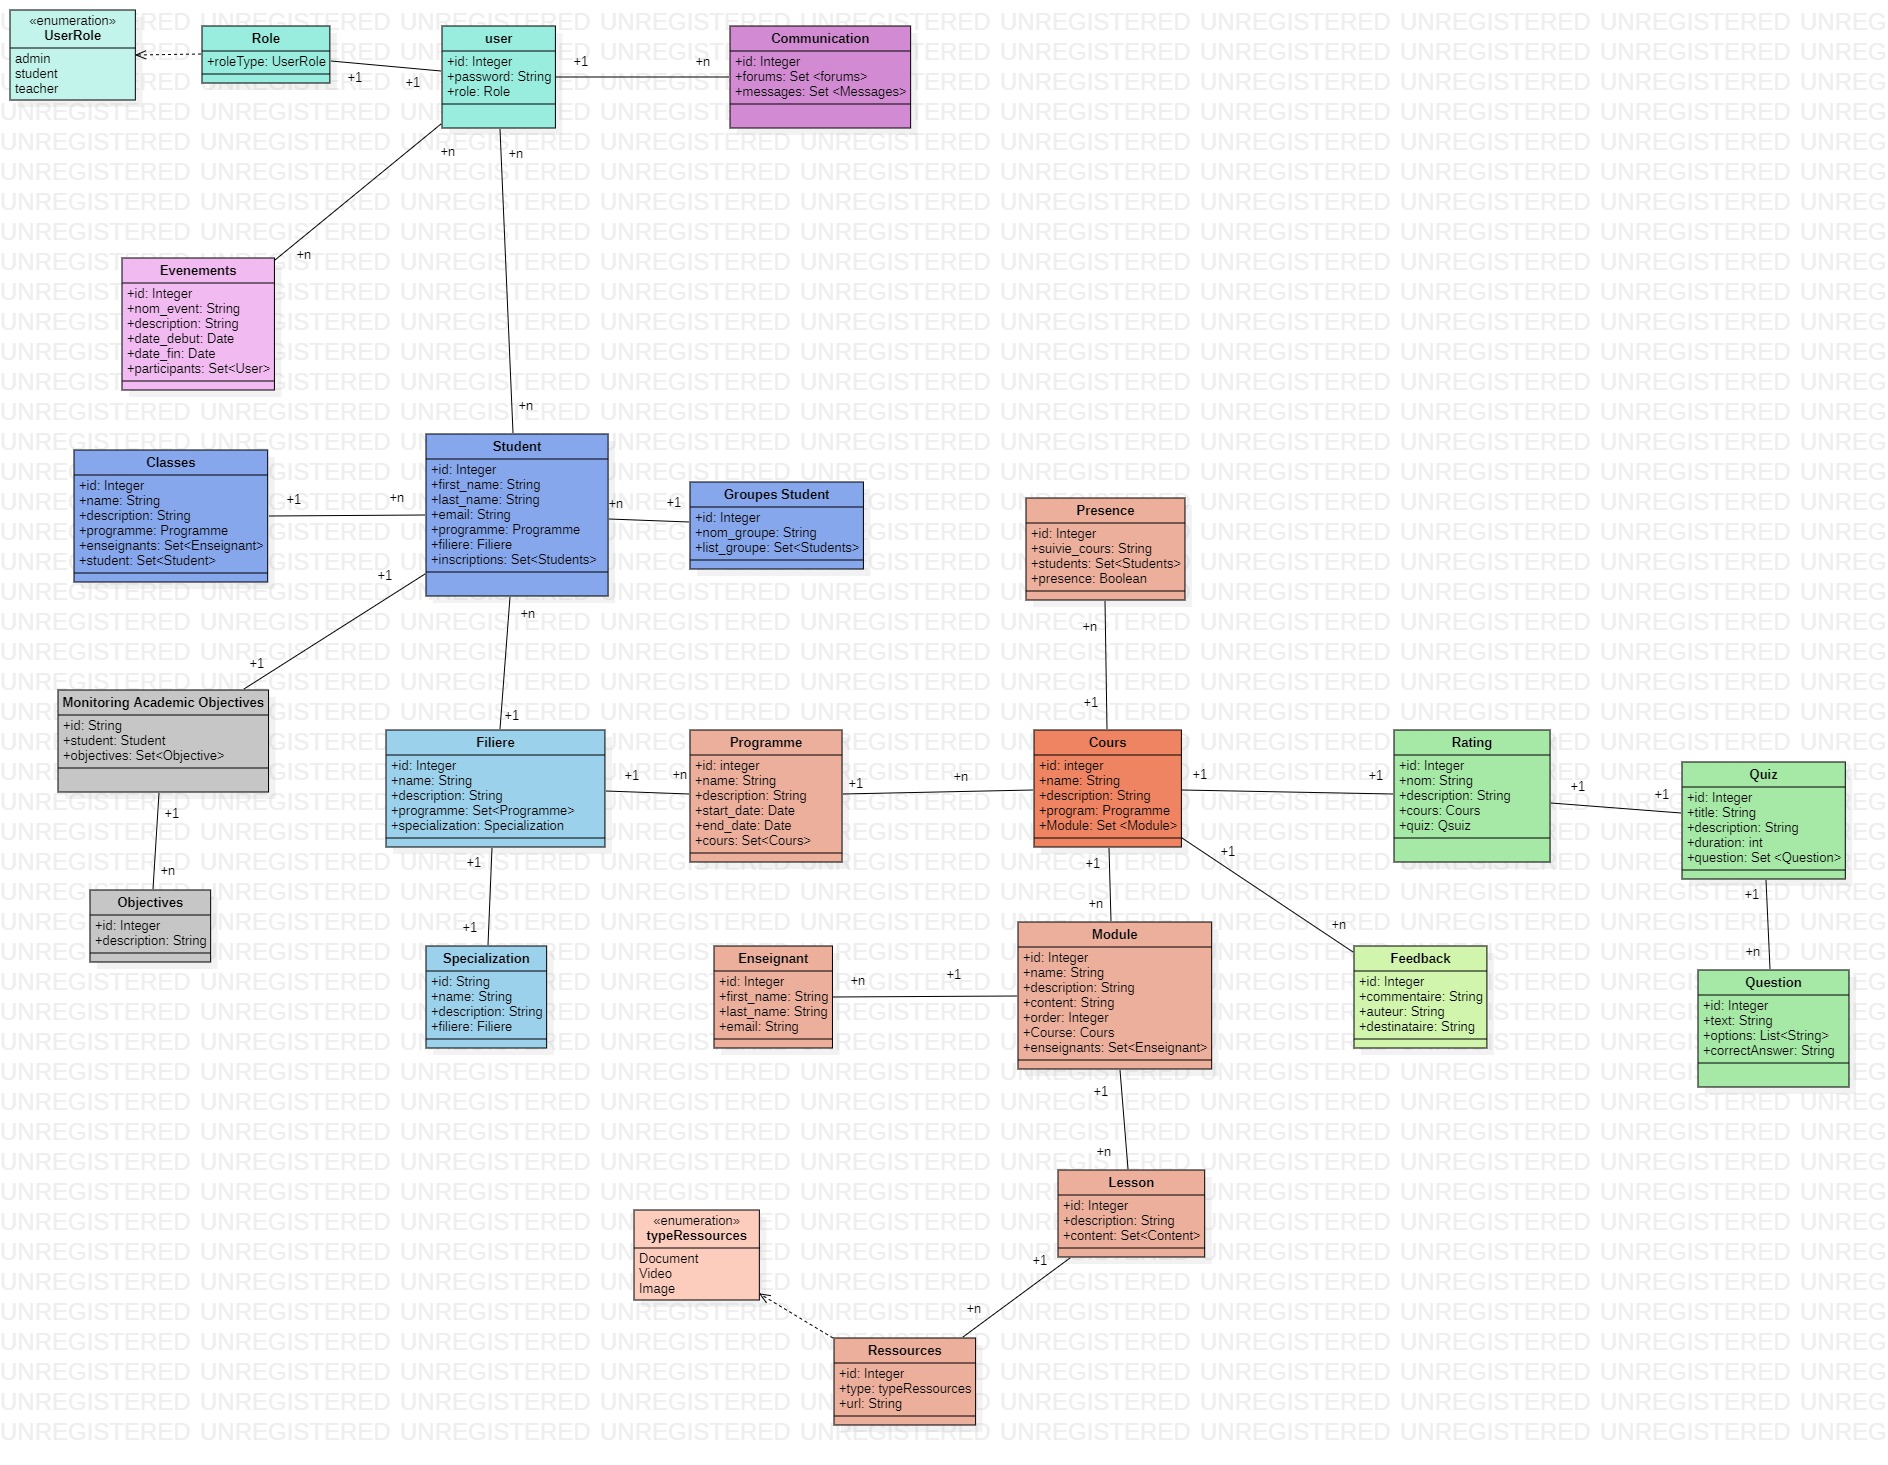 «enumeration»
UserRole
admin
student
teacher
Role
+roleType: UserRole
+1
+1
user
+id: Integer
+password: String
+role: Role
+1
+n
Communication
+id: Integer
+forums: Set <forums>
+messages: Set <Messages>
+n
+n
+n
+n
Evenements
+id: Integer
+nom_event: String
+description: String
+date_debut: Date
+date_fin: Date
+participants: Set<User>
Classes
+id: Integer
+name: String
+description: String
+programme: Programme
+enseignants: Set<Enseignant>
+student: Set<Student>
+1
+n
Student
+id: Integer
+first_name: String
+last_name: String
+email: String
+programme: Programme
+filiere: Filiere
+inscriptions: Set<Students>
+n
+1
Groupes Student
+id: Integer
+nom_groupe: String
+list_groupe: Set<Students>
Presence
+id: Integer
+suivie_cours: String
+students: Set<Students>
+presence: Boolean
+1
+1
+n
+1
+n
+1
Monitoring Academic Objectives
+id: String
+student: Student
+objectives: Set<Objective>
+1
+n
Objectives
+id: Integer
+description: String
Filiere
+id: Integer
+name: String
+description: String
+programme: Set<Programme>
+specialization: Specialization
+1
+n
Programme
+id: integer
+name: String
+description: String
+start_date: Date
+end_date: Date
+cours: Set<Cours>
+1
+n
Cours
+id: integer
+name: String
+description: String
+program: Programme
+Module: Set <Module>
+1
+1
Rating
+id: Integer
+nom: String
+description: String
+cours: Cours
+quiz: Qsuiz
+1
+1
Quiz
+id: Integer
+title: String
+description: String
+duration: int
+question: Set <Question>
+1
+1
+1
+n
+1
+n
+1
+n
Specialization
+id: String
+name: String
+description: String
+filiere: Filiere
Enseignant
+id: Integer
+first_name: String
+last_name: String
+email: String
+n
+1
Module
+id: Integer
+name: String
+description: String
+content: String
+order: Integer
+Course: Cours
+enseignants: Set<Enseignant>
Feedback
+id: Integer
+commentaire: String
+auteur: String
+destinataire: String
Question
+id: Integer
+text: String
+options: List<String>
+correctAnswer: String
+1
+n
Lesson
+id: Integer
+description: String
+content: Set<Content>
+1
+n
«enumeration»
typeRessources
Document
Video
Image
Ressources
+id: Integer
+type: typeRessources
+url: String
UNREGISTERED